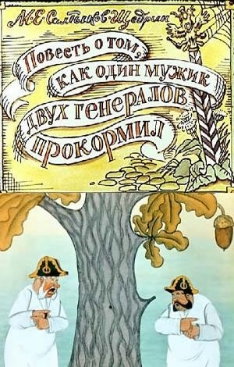 М.Е. Салтыков-Щедрин
Повесть о том,
как один мужик
двух генералов
прокормил